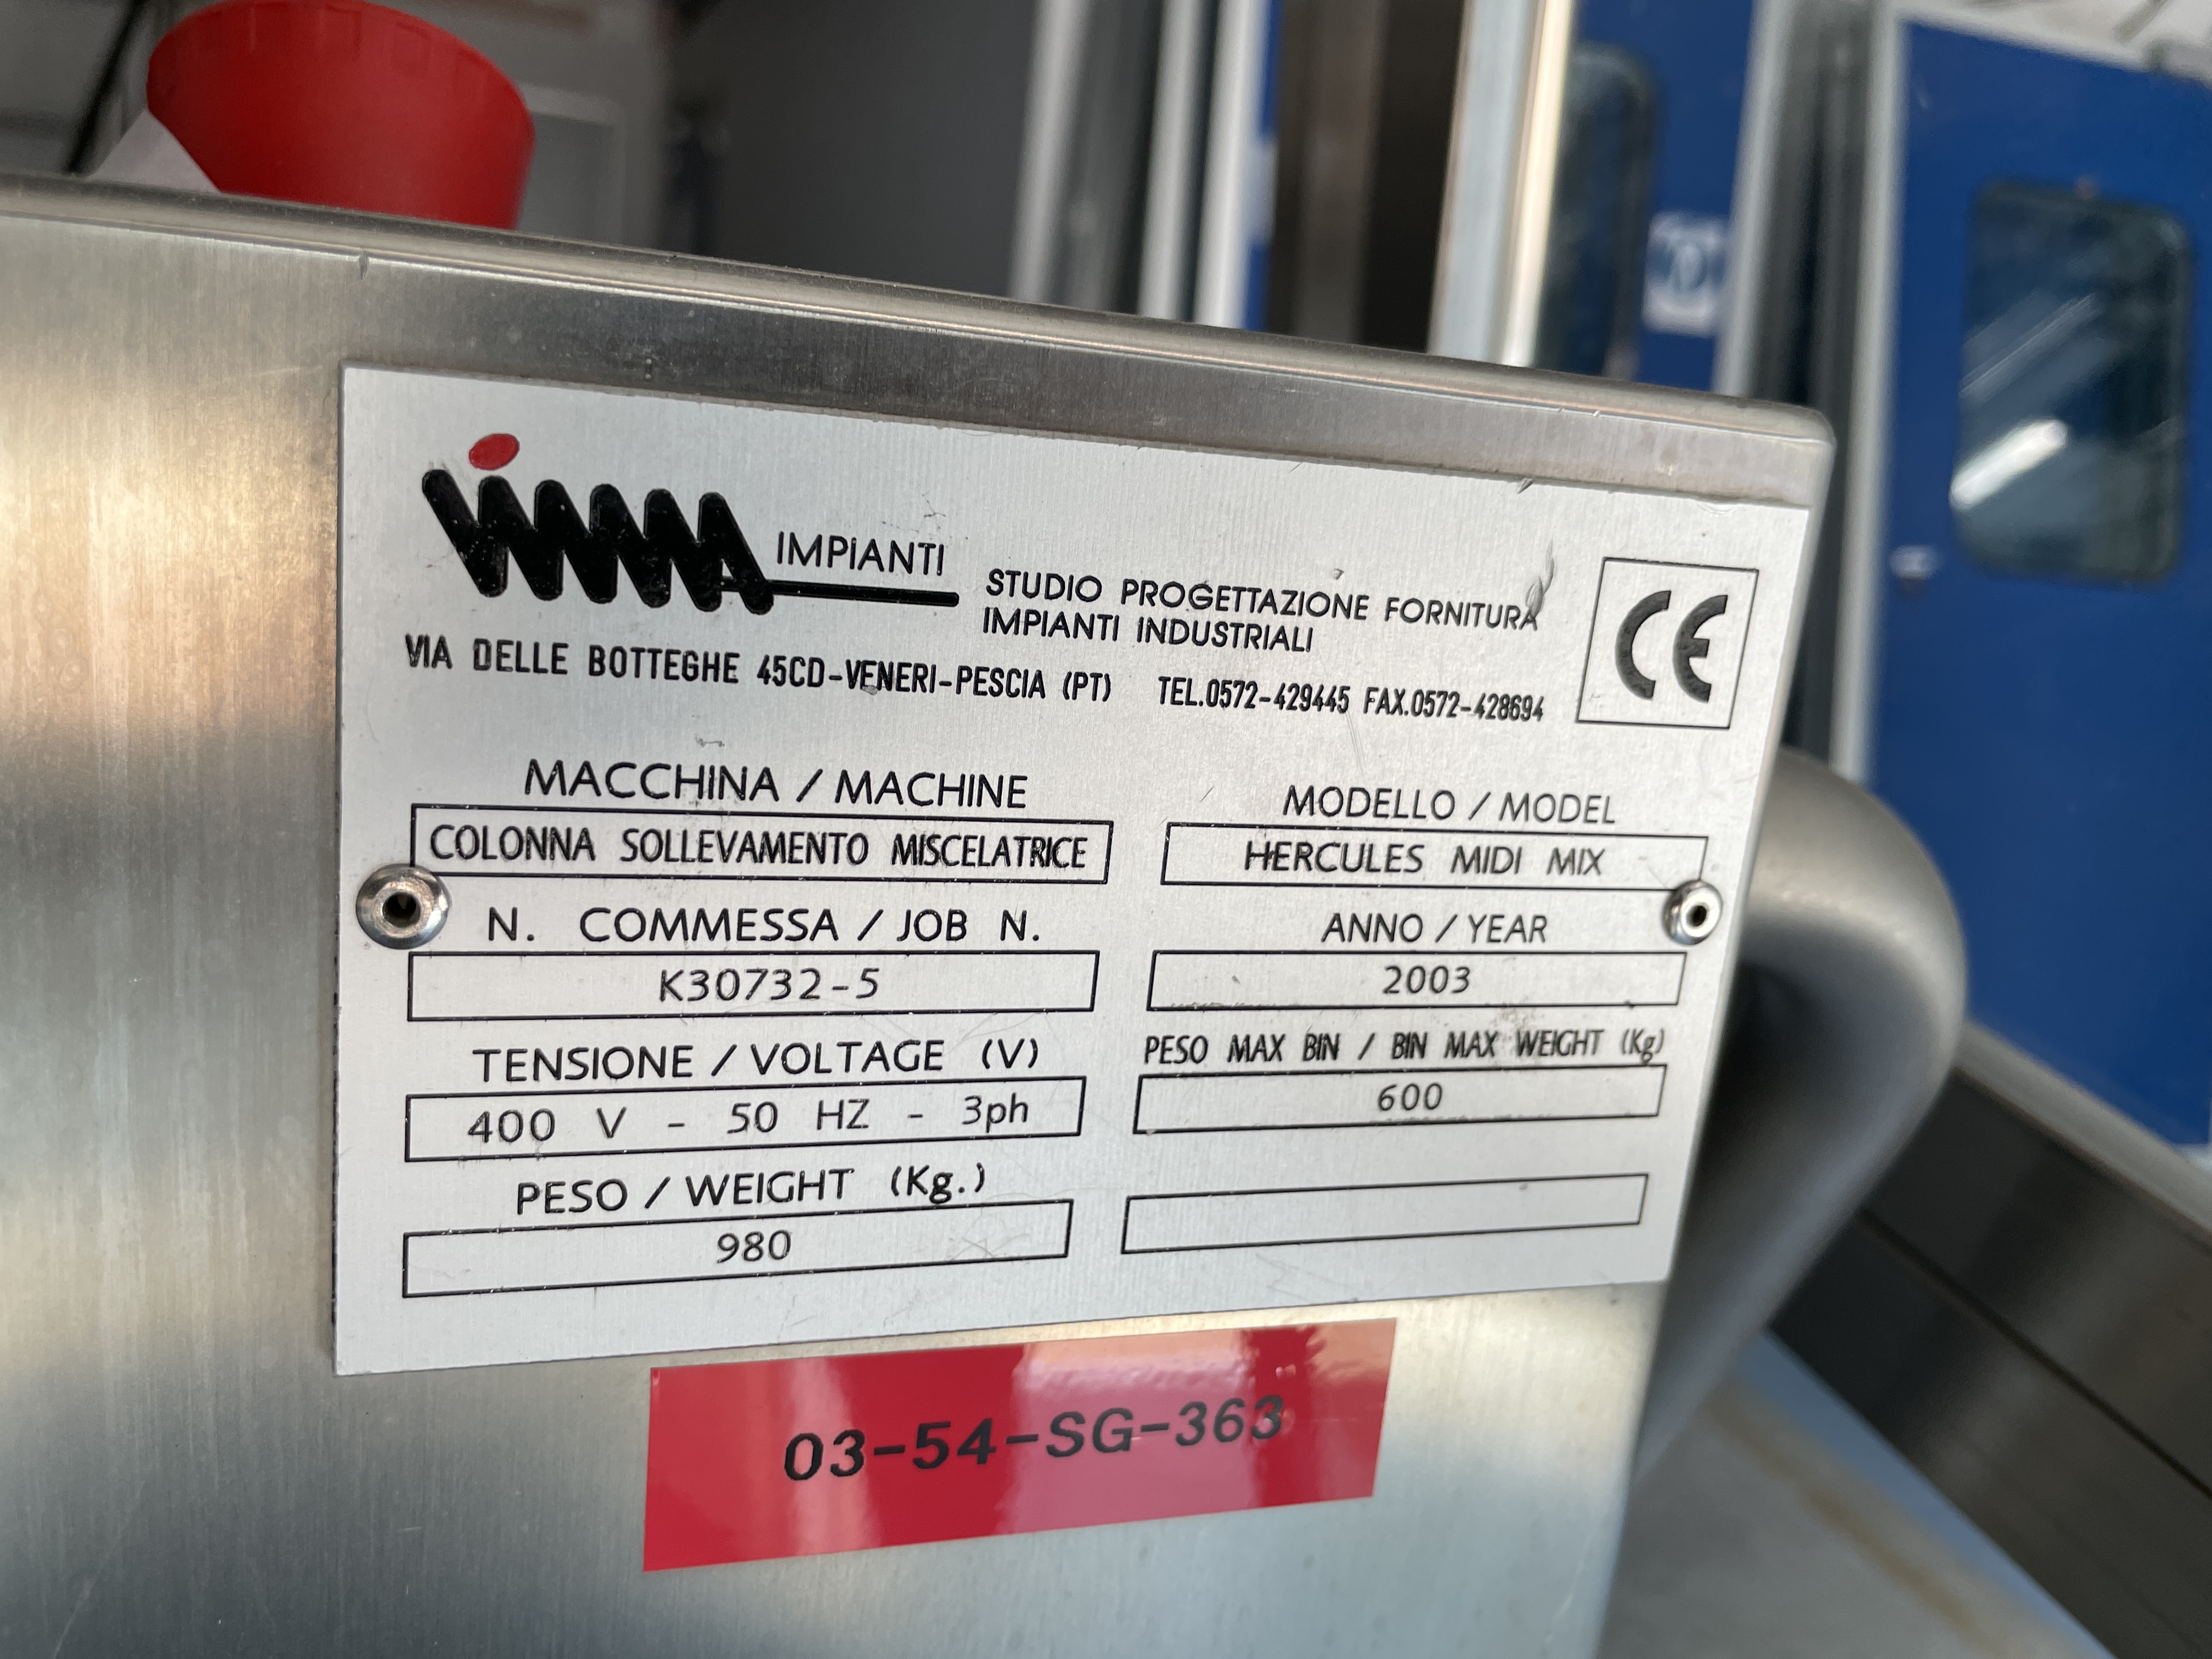 imA IMPIANTI
STUDIO PROGETTAZIONE FORNITURA
IMPIANTI INDUSTRIALI
CE
VIA DELLE BOTTEGHE 45CD-VENERI-PESCIA (PT) TEL.0572-429445 FAX.0572-428694
MACCHINA / MACHINE
COLONNA SOLLEVAMENTO MISCELATRICE
MODELLO / MODEL
HERCULES MIDI MIX
N. COMMESSA / JOB N.
K30732-5
ANNO / YEAR
2003
TENSIONE / VOLTAGE (V)
400 V - 50 HZ - 3ph
PESO MAX BIN / BIN MAX WEIGHT (Kg)
600
PESO / WEIGHT (Kg.)
980
03-54-SG-363